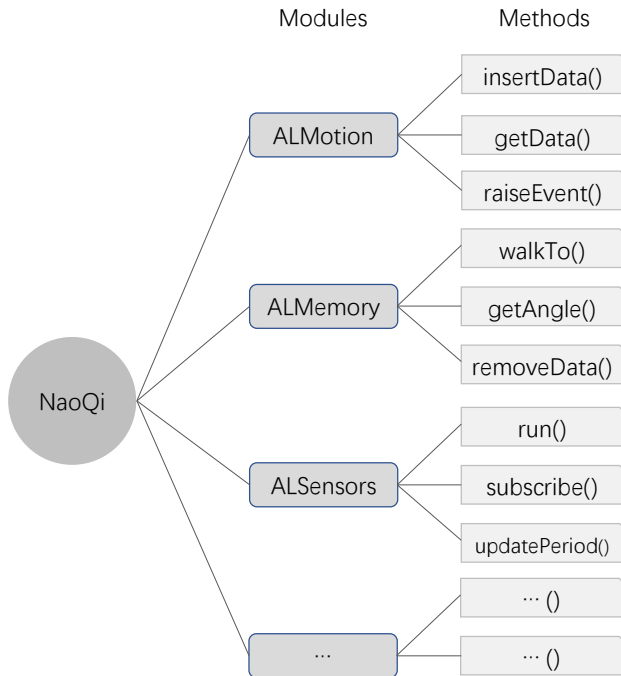 Modules
Methods
insertData()
ALMotion
getData()
raiseEvent()
walkTo()
ALMemory
getAngle()
removeData()
NaoQi
run()
ALSensors
subscribe()
updatePeriod()
··· ()
···
··· ()